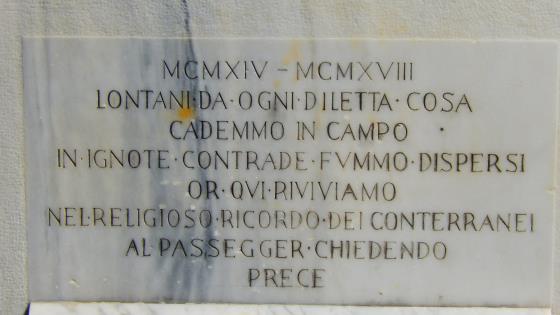 MCMXIV – MCMXVIII
LONTANI·DA·OGNI·DILETTA·COSA
CADEMMO IN CAMPO
IN·IGNOTE·CONTRADE·FVMMO·DISPERSI
OR·QVI·RIVIVIAMO
NEL·RELIGIOSO·RICORDO·DEI CONTERRANEI
AL PASSEGGER·CHIEDENDO
PRECE